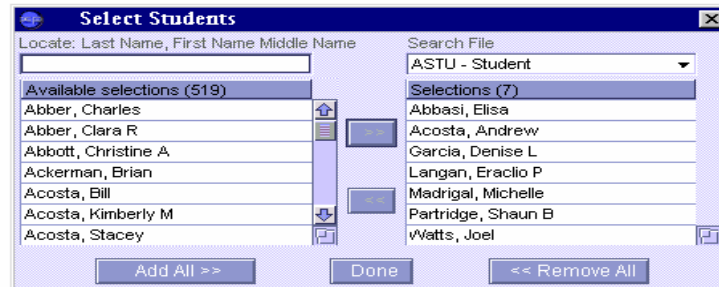 Select Students
Locate: Last Name, First Name Middle Name
Search File
ASTU - Student
Available selections (519)
Abber, Charles
Abber, Clara R
Abbott, Christine A
Ackerman, Brian
Acosta, Bill
Acosta, Kimberly M
Acosta, Stacey
>>
<<
Selections (7)
Abbasi, Elisa
Acosta, Andrew
Garcia, Denise L
Langan, Eraclio P
Madrigal, Michelle
Partridge, Shaun B
Watts, Joel
Add All >>
Done
<< Remove All